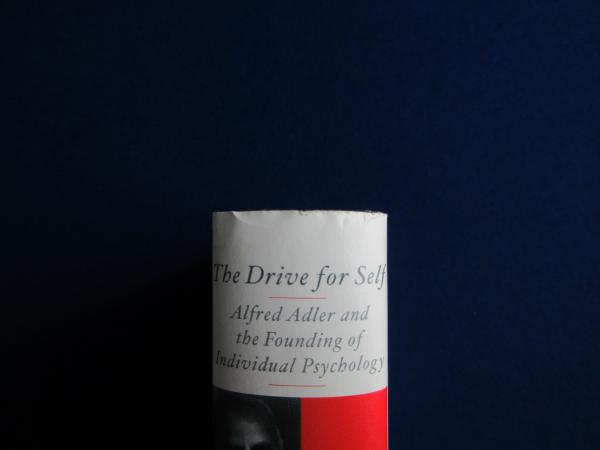 The Drive for Self
Alfred Adler and
the Founding of
Individual Psychology